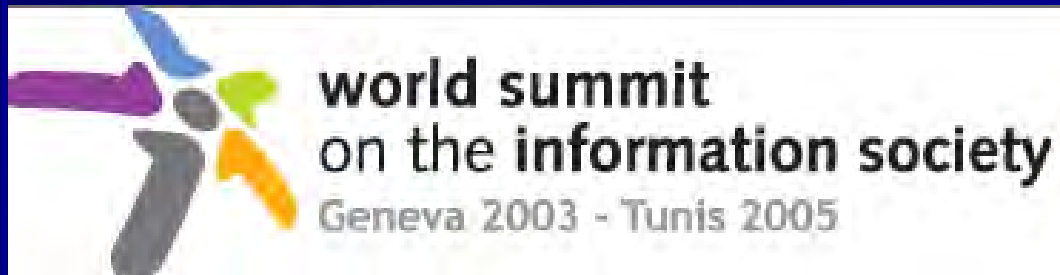 world summit
on the information society
Geneva 2003 - Tunis 2005